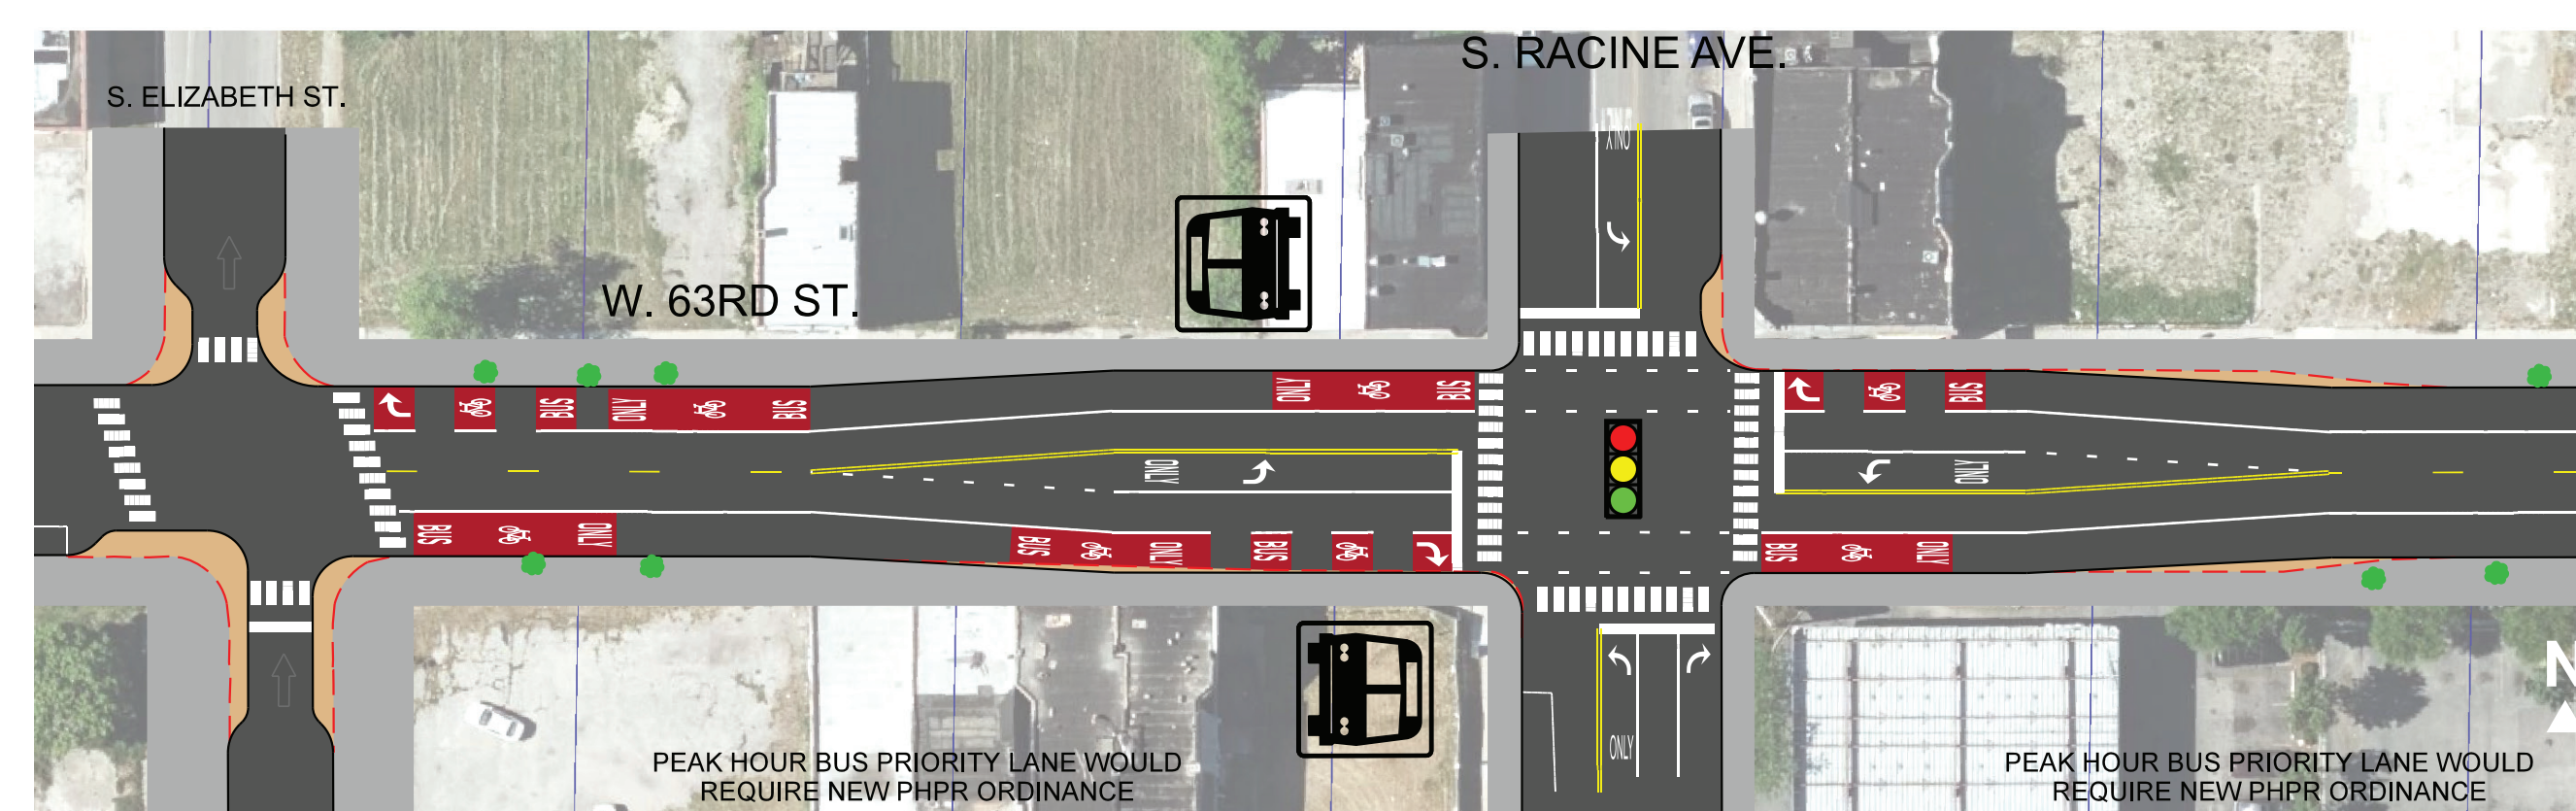 S. RACINE AVE.
S. ELIZABETH ST.
ONLY
W. 63RD ST.
ONLY BUS
BUS ONLY BUS
BUS
ONLY
ONLY
BUS ONLY
BUS ONLY BUS
BUS ONLY
N
ONLY
PEAK HOUR BUS PRIORITY LANE WOULD
REQUIRE NEW PHPR ORDINANCE
PEAK HOUR BUS PRIORITY LANE WOULD
REQUIRE NEW PHPR ORDINANCE